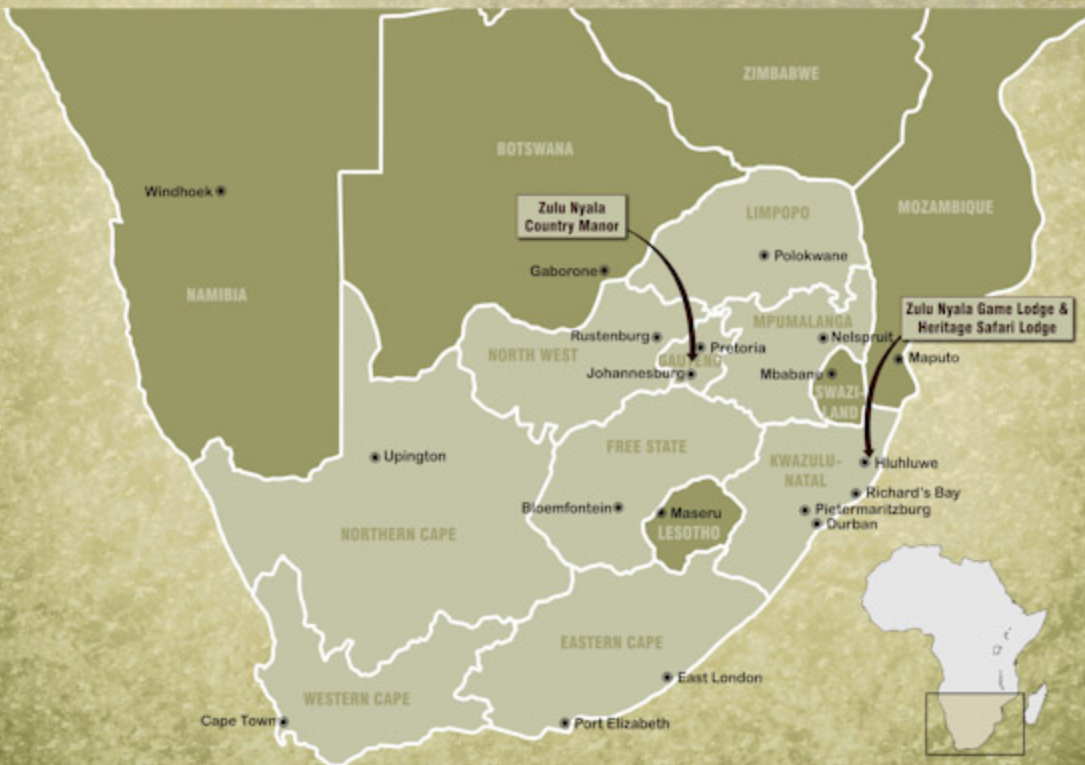 ZIMBABWE
BOTSWANA
Windhoek
Zulu Nyala
Country Manor
LIMPOPO
MOZAMBIQUE
Polokwane
Gaborone
NAMIBIA
Zulu Nyala Game Lodge &
Heritage Safari Lodge
MPUMALANGA
Rustenburg
Nelspruit
NORTH WEST
Pretoria
GAUTENG
Maputo
Johannesburg
Mbabane
SWAZI-
LAND
FREE STATE
Upington
KWAZULU-
NATAL
Hluhluwe
Richard's Bay
Bloemfontein
Maseru
Pietermaritzburg
Durban
LESOTHO
NORTHERN CAPE
EASTERN CAPE
East London
WESTERN CAPE
Cape Town
Port Elizabeth